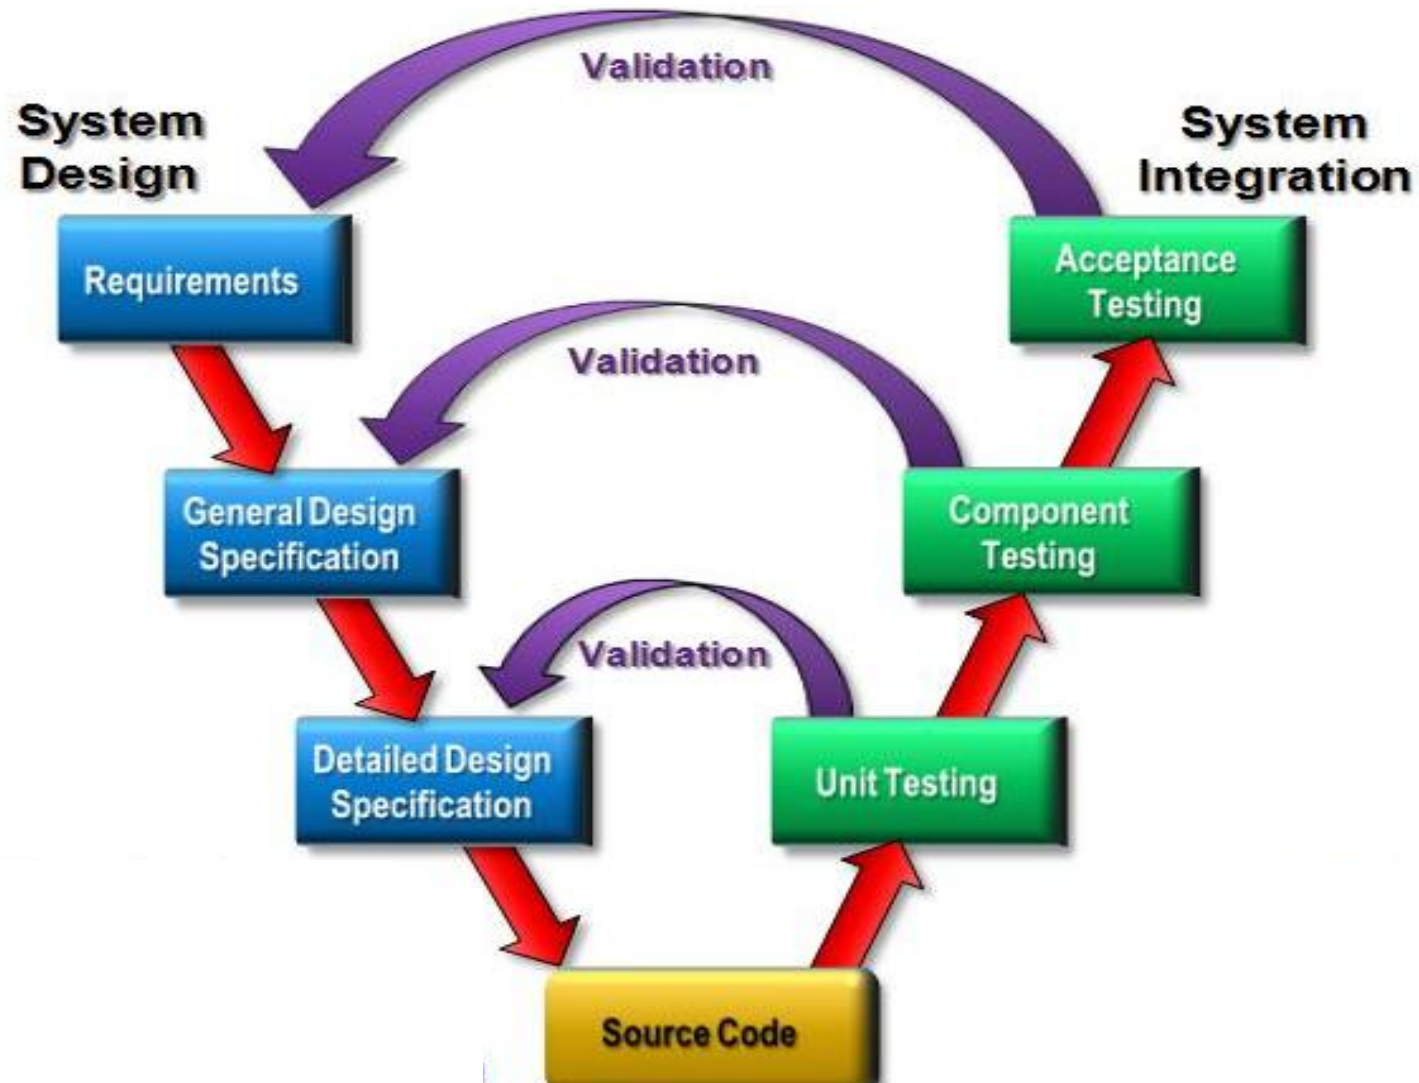 Validation
System
Design
System
Integration
Requirements
Acceptance
Testing
Validation
General Design
Specification
Component
Testing
Validation
Detailed Design
Specification
Unit Testing
Source Code